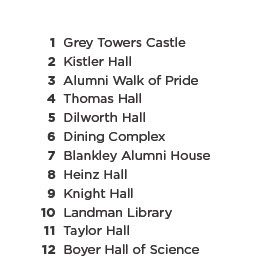 1 Grey Towers Castle
2 Kistler Hall
3 Alumni Walk of Pride
4 Thomas Hall
5 Dilworth Hall
6 Dining Complex
7 Blankley Alumni House
8 Heinz Hall
9 Knight Hall
10 Landman Library
11 Taylor Hall
12 Boyer Hall of Science